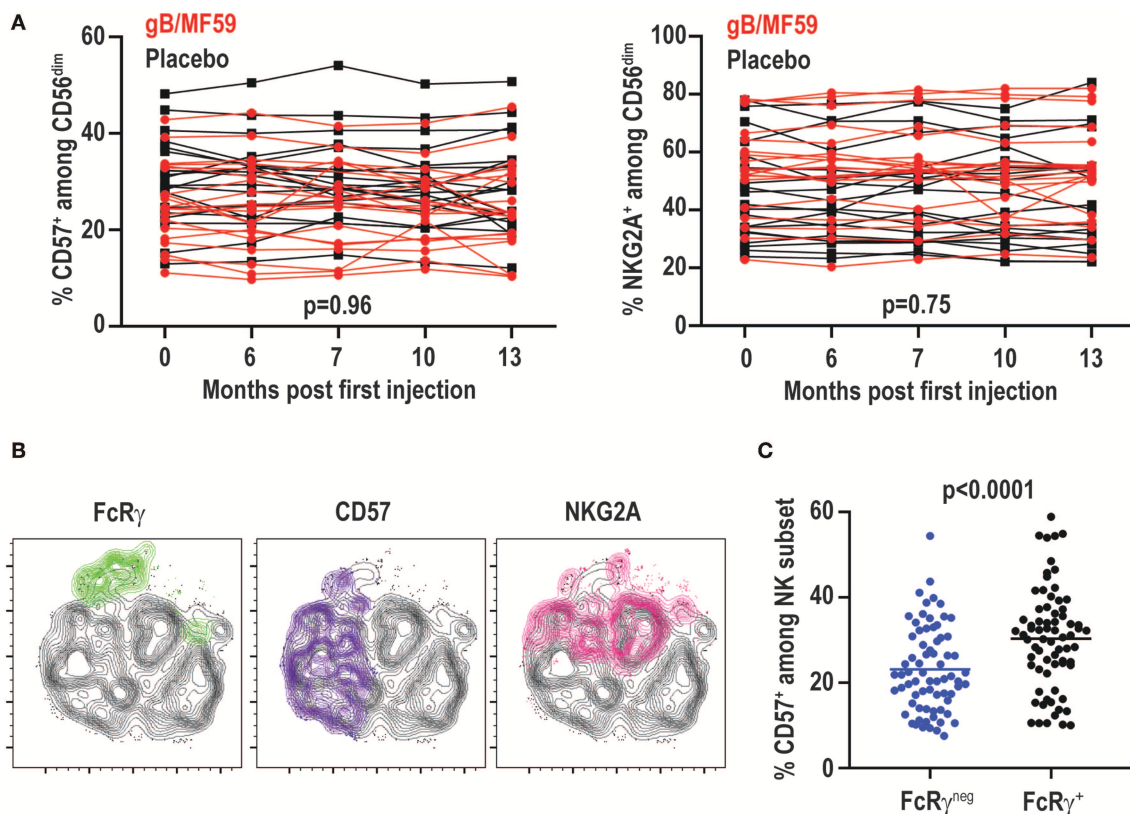 A
gB/MF59
Placebo
% CD57⁺ among CD56ᵈⁱᵐ
60
40
20
0
p=0.96
0 6 7 10 13
Months post first injection
gB/MF59
Placebo
% NKG2A⁺ among CD56ᵈⁱᵐ
100
80
60
40
20
0
p=0.75
0 6 7 10 13
Months post first injection
B
FcRγ
CD57
NKG2A
C
p<0.0001
% CD57⁺ among NK subset
60
40
20
0
FcRγⁿᵉᵍ FcRγ⁺